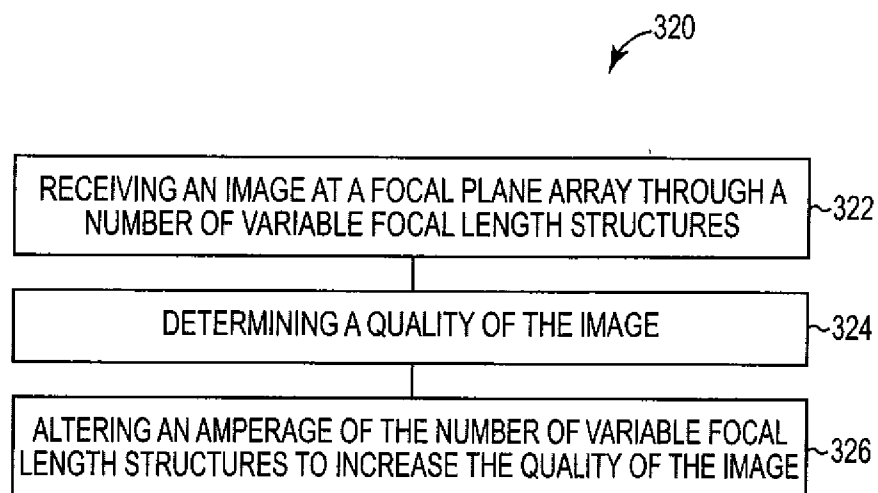 320
RECEIVING AN IMAGE AT A FOCAL PLANE ARRAY THROUGH A
NUMBER OF VARIABLE FOCAL LENGTH STRUCTURES
322
DETERMINING A QUALITY OF THE IMAGE
324
ALTERING AN AMPERAGE OF THE NUMBER OF VARIABLE FOCAL
LENGTH STRUCTURES TO INCREASE THE QUALITY OF THE IMAGE
326